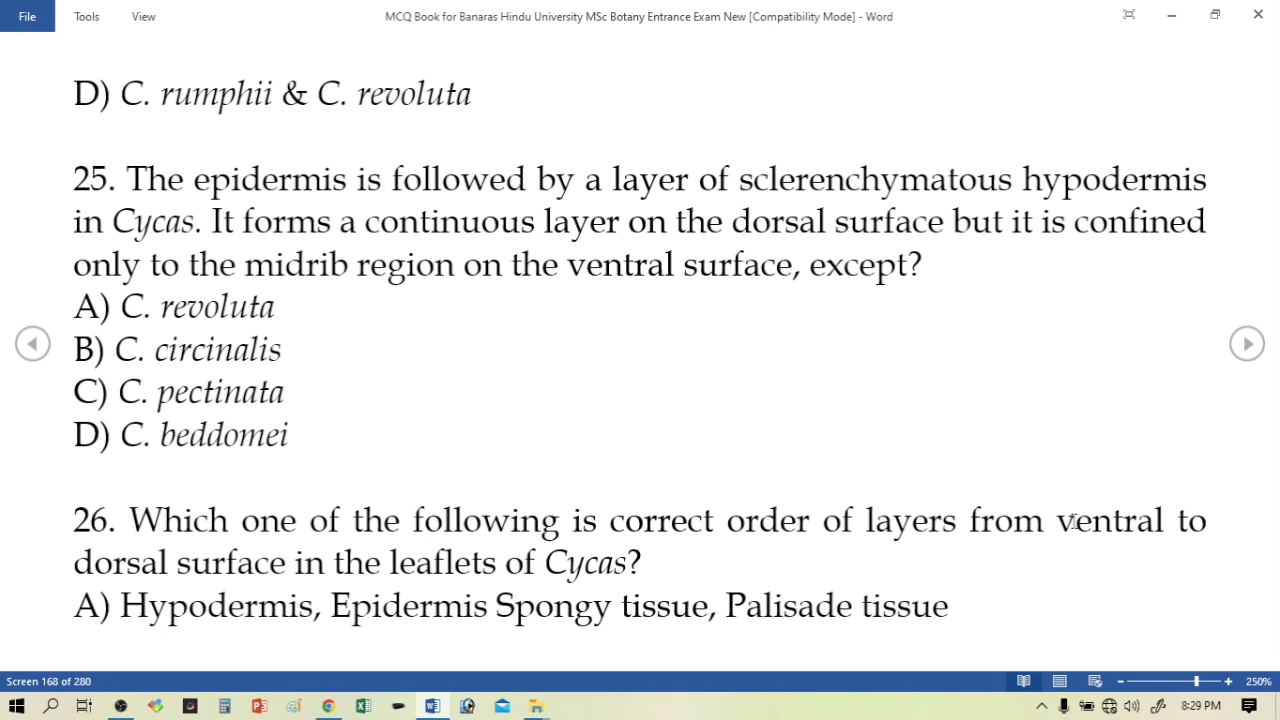 File Tools View MCQ Book for Banaras Hindu University MSc Botany Entrance Exam New [Compatibility Mode] - Word
D) C. rumphii & C. revoluta
25. The epidermis is followed by a layer of sclerenchymatous hypodermis
in Cycas. It forms a continuous layer on the dorsal surface but it is confined
only to the midrib region on the ventral surface, except?
A) C. revoluta
B) C. circinalis
C) C. pectinata
D) C. beddomei
26. Which one of the following is correct order of layers from ventral to
dorsal surface in the leaflets of Cycas?
A) Hypodermis, Epidermis Spongy tissue, Palisade tissue
Screen 168 of 280 250%
8:29 PM